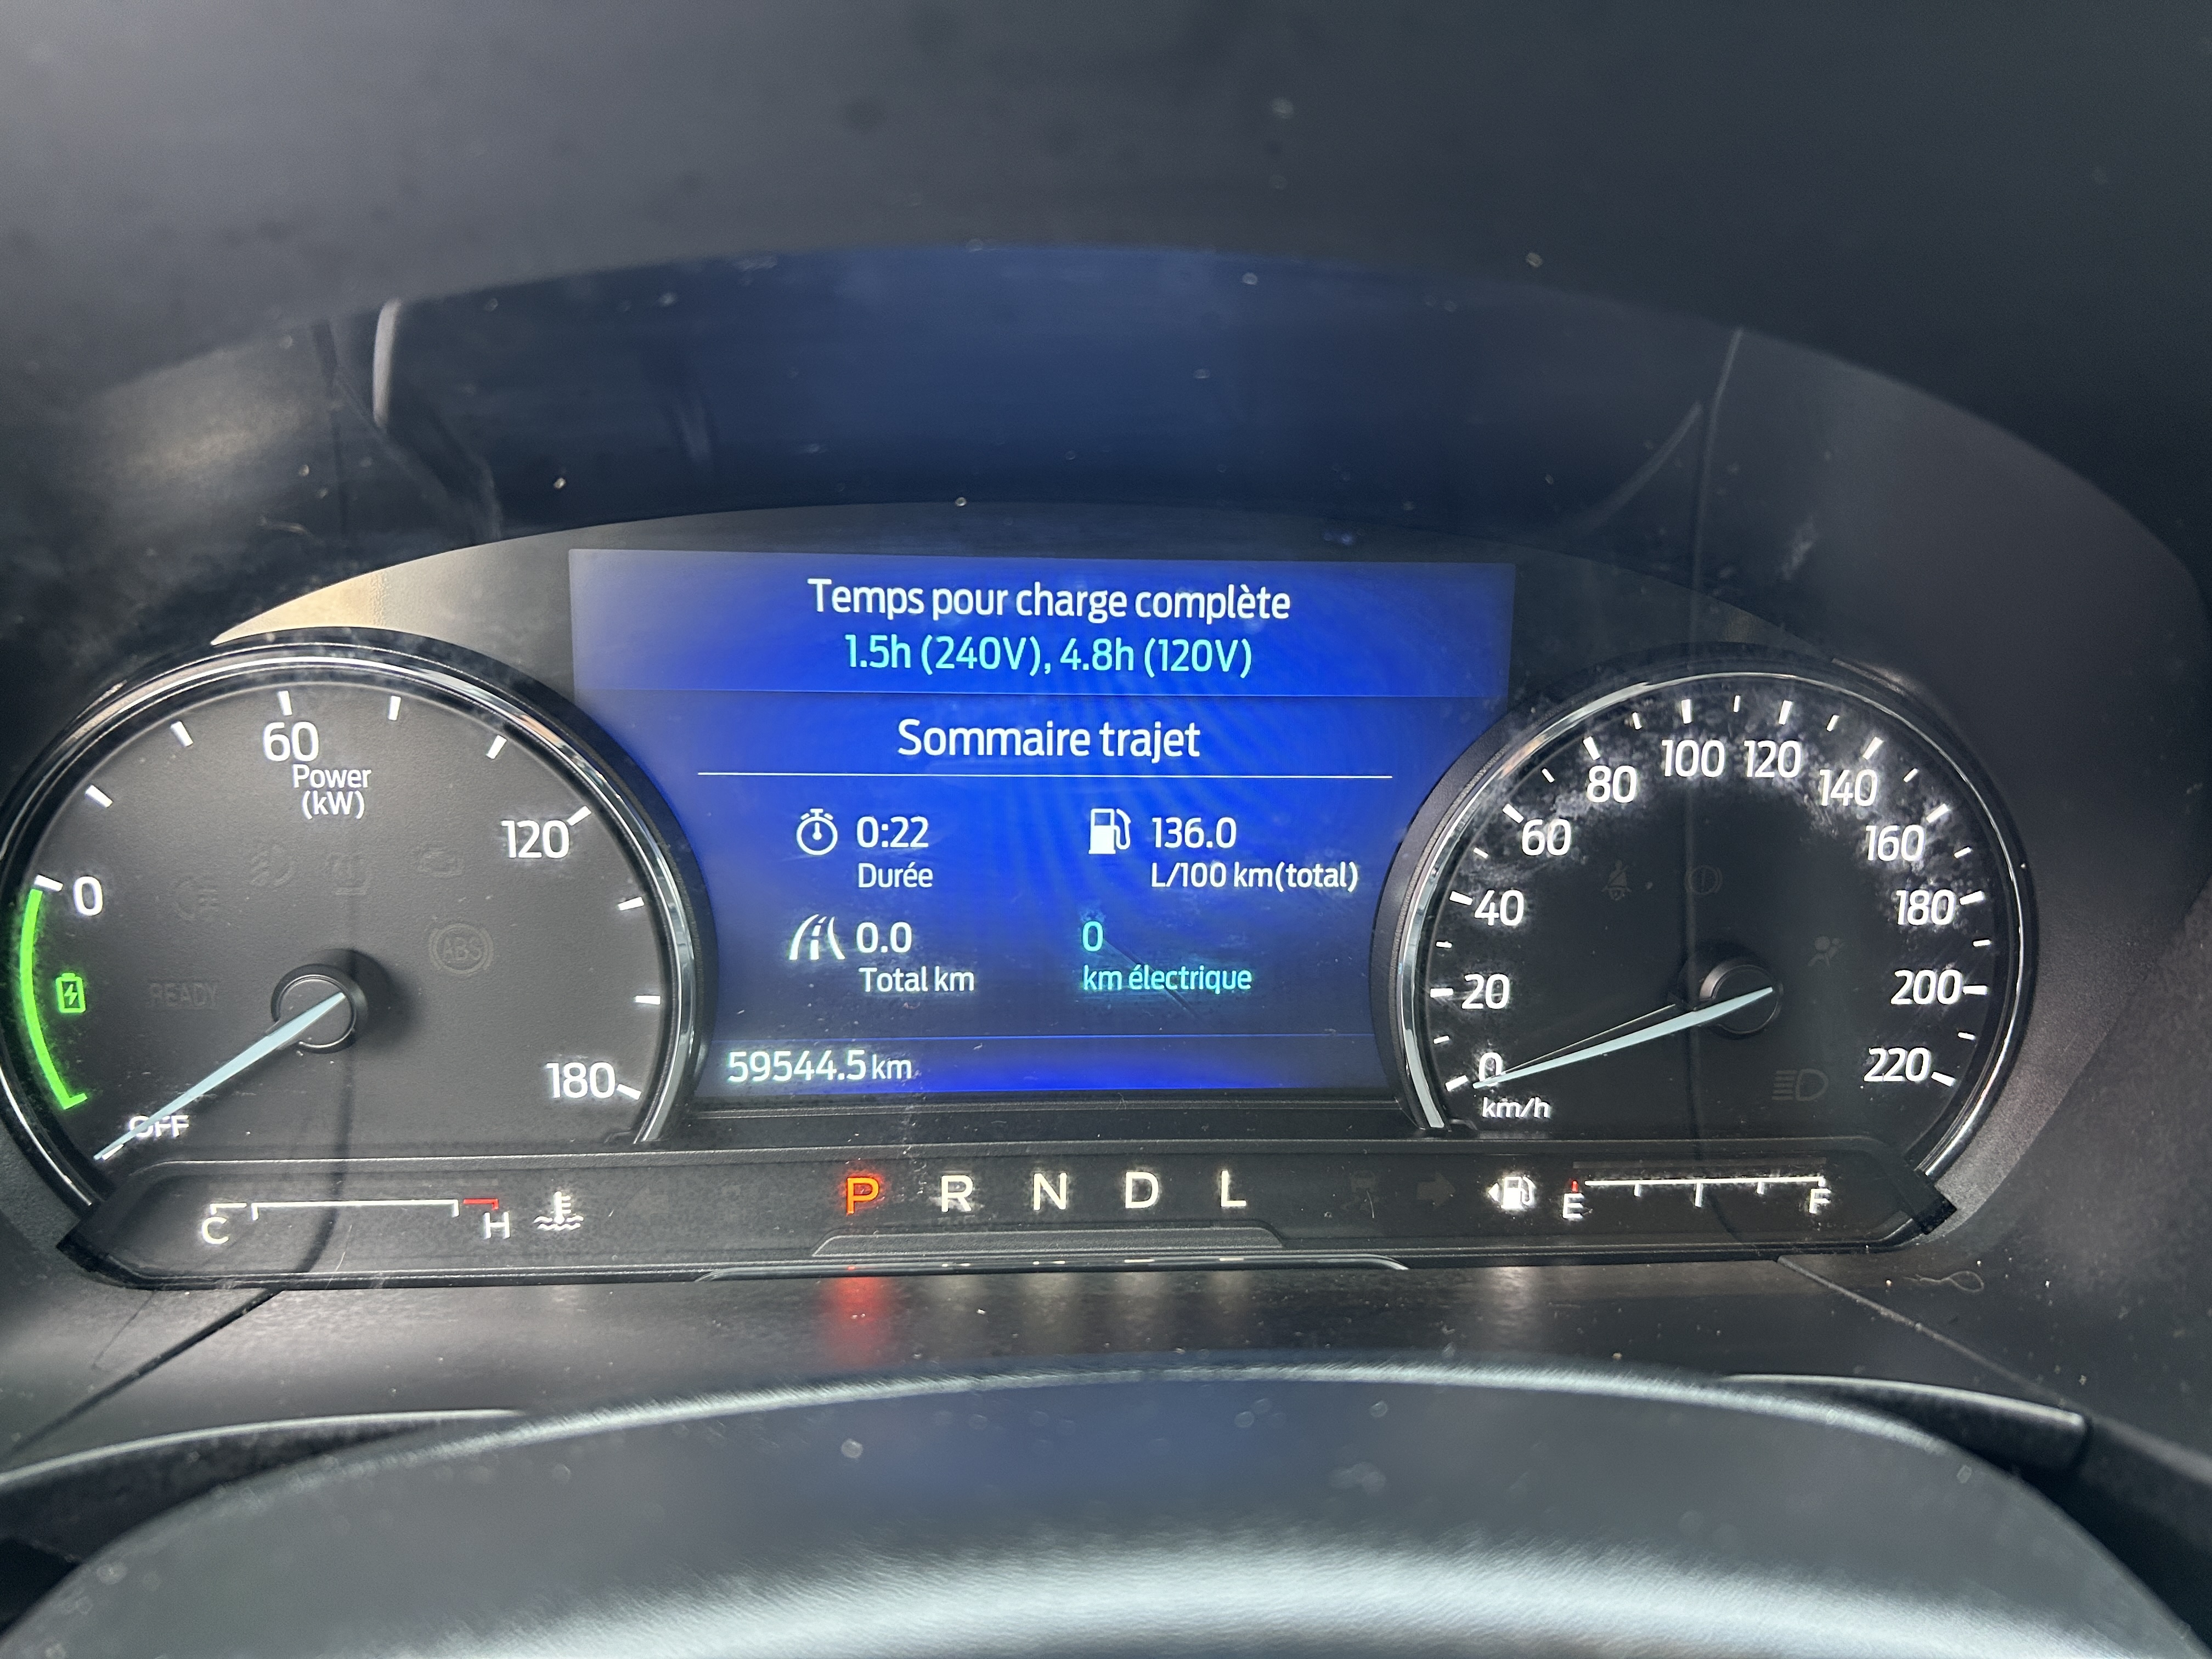 Temps pour charge complète
1.5h (240V), 4.8h (120V)
Sommaire trajet
0:22
Durée
136.0
L/100 km(total)
0.0
Total km
0
km électrique
59544.5 km
60
Power
(kW)
120
0
180
OFF
READY
ABS
0
20
40
60
80
100
120
140
160
180
200
220
km/h
C
H
P R N D L
E
F